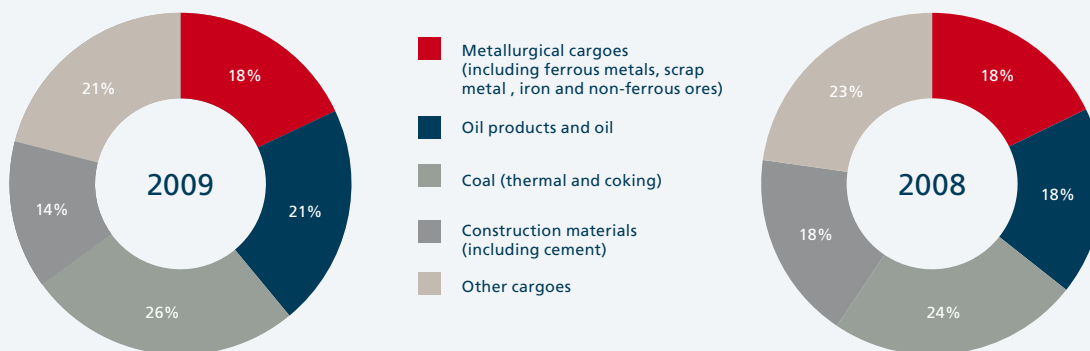 18%
21%
26%
14%
21%
2009
Metallurgical cargoes
(including ferrous metals, scrap
metal , iron and non-ferrous ores)
Oil products and oil
Coal (thermal and coking)
Construction materials
(including cement)
Other cargoes
18%
18%
24%
18%
23%
2008